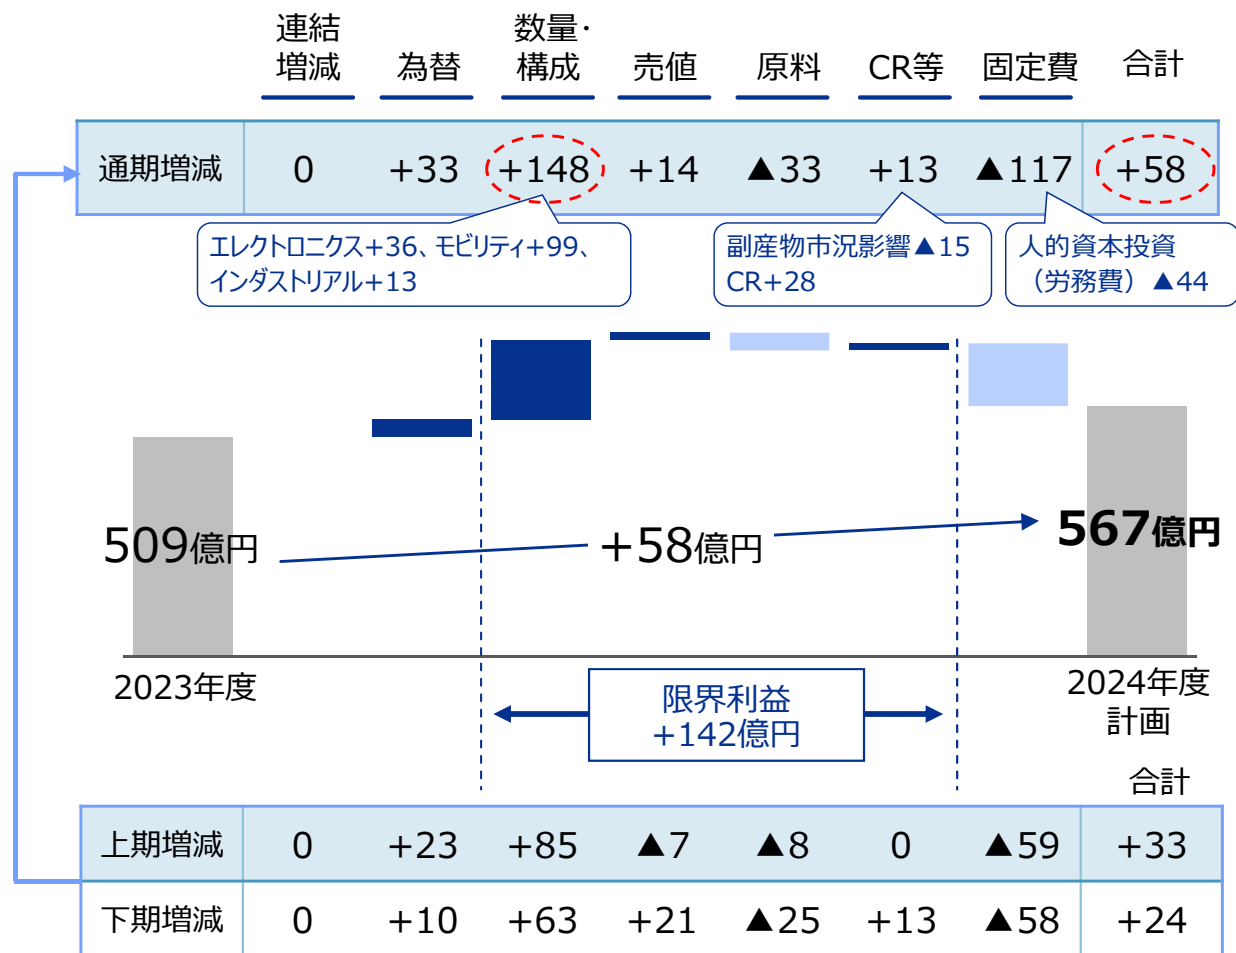 連結
増減
為替
数量・
構成
売値
原料
CR等
固定費
合計
通期増減 0 +33 +148 +14 ▲33 +13 ▲117 +58
エレクトロニクス+36、モビリティ+99、
インダストリアル+13
副産物市況影響▲15
CR+28
人的資本投資
（労務費）▲44
509億円
+58億円
567億円
2023年度
限界利益
+142億円
2024年度
計画
合計
上期増減 0 +23 +85 ▲7 ▲8 0 ▲59 +33
下期増減 0 +10 +63 +21 ▲25 +13 ▲58 +24